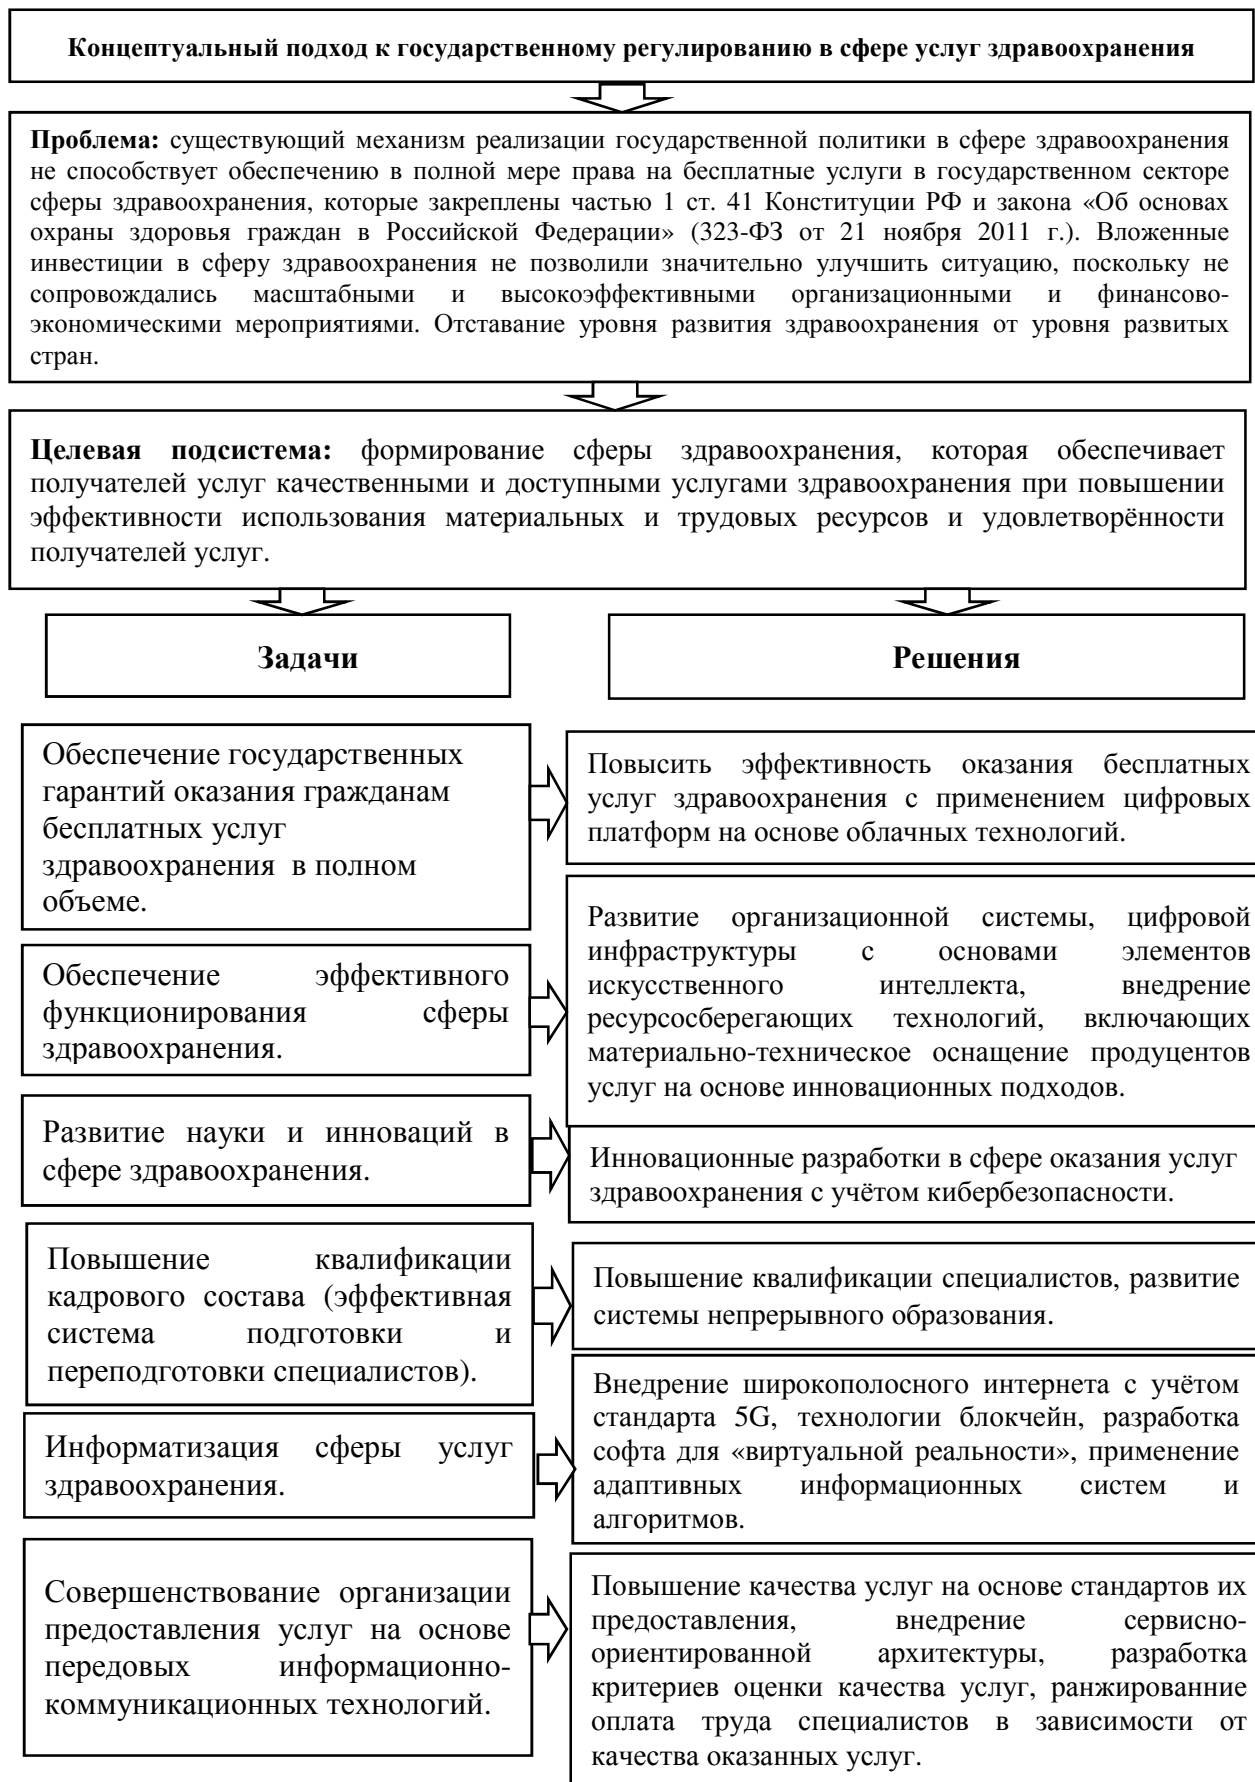 Концептуальный подход к государственному регулированию в сфере услуг здравоохранения
Проблема: существующий механизм реализации государственной политики в сфере здравоохранения
не способствует обеспечению в полной мере права на бесплатные услуги в государственном секторе
сферы здравоохранения, которые закреплены частью 1 ст. 41 Конституции РФ и закона «Об основах
охраны здоровья граждан в Российской Федерации» (323-ФЗ от 21 ноября 2011 г.). Вложенные
инвестиции в сферу здравоохранения не позволили значительно улучшить ситуацию, поскольку не
сопровождались масштабными и высокоэффективными организационными и финансово-
экономическими мероприятиями. Отставание уровня развития здравоохранения от уровня развитых
стран.
Целевая подсистема: формирование сферы здравоохранения, которая обеспечивает
получателей услуг качественными и доступными услугами здравоохранения при повышении
эффективности использования материальных и трудовых ресурсов и удовлетворённости
получателей услуг.
Задачи
Решения
Обеспечение государственных
гарантий оказания гражданам
бесплатных услуг
здравоохранения в полном
объеме.
Повысить эффективность оказания бесплатных
услуг здравоохранения с применением цифровых
платформ на основе облачных технологий.
Обеспечение эффективного
функционирования сферы
здравоохранения.
Развитие организационной системы, цифровой
инфраструктуры с основами элементов
искусственного интеллекта, внедрение
ресурсосберегающих технологий, включающих
материально-техническое оснащение продуцентов
услуг на основе инновационных подходов.
Развитие науки и инноваций в
сфере здравоохранения.
Инновационные разработки в сфере оказания услуг
здравоохранения с учётом кибербезопасности.
Повышение квалификации
кадрового состава (эффективная
система подготовки и
переподготовки специалистов).
Повышение квалификации специалистов, развитие
системы непрерывного образования.
Информатизация сферы услуг
здравоохранения.
Внедрение широкополосного интернета с учётом
стандарта 5G, технологии блокчейн, разработка
софта для «виртуальной реальности», применение
адаптивных информационных систем и
алгоритмов.
Совершенствование организации
предоставления услуг на основе
передовых информационно-
коммуникационных технологий.
Повышение качества услуг на основе стандартов их
предоставления, внедрение сервисно-
ориентированной архитектуры, разработка
критериев оценки качества услуг, ранжированние
оплата труда специалистов в зависимости от
качества оказанных услуг.